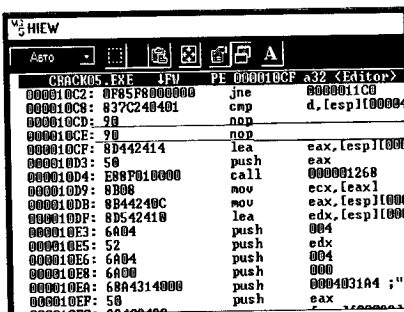 HIEW
Авто A
CRACK05.EXE ↓FW PE 000010CF a32 <Editor>
000010C2: 0F85F8000000 jne 0000011C0
000010C8: 837C240401 cmp d,[esp][00004
000010CD: 90 nop
000010CE: 90 nop
000010CF: 8D442414 lea eax,[esp][000
000010D3: 50 push eax
000010D4: E88F010000 call 000001268
000010D9: 8B08 mov ecx,[eax]
000010DB: 8B44240C mov eax,[esp][000
000010DF: 8D542410 lea edx,[esp][000
000010E3: 6A04 push 004
000010E5: 52 push edx
000010E6: 6A04 push 004
000010E8: 6A00 push 000
000010EA: 68A4314000 push 0004031A4 ;"
000010EF: 50 push eax